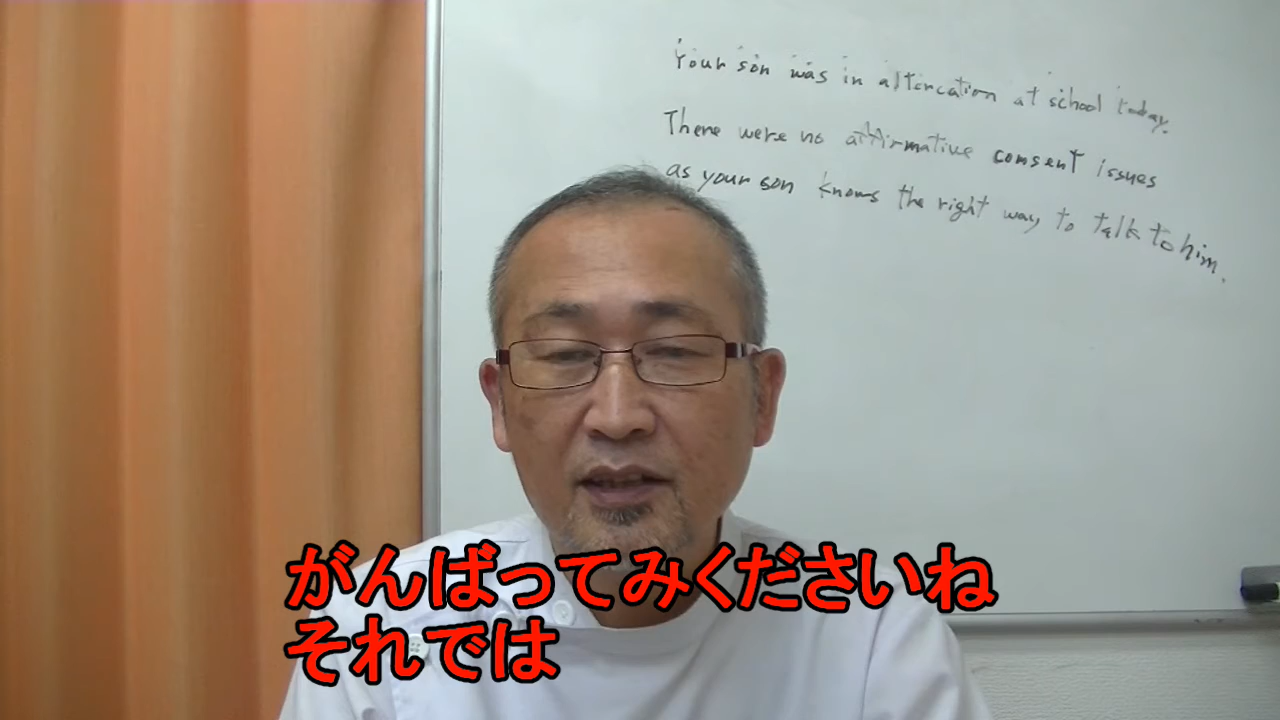 Your son was in altercation at school today.
There were no affirmative consent issues
as your son knows the right way to talk to him.
がんばってみくださいね
それでは